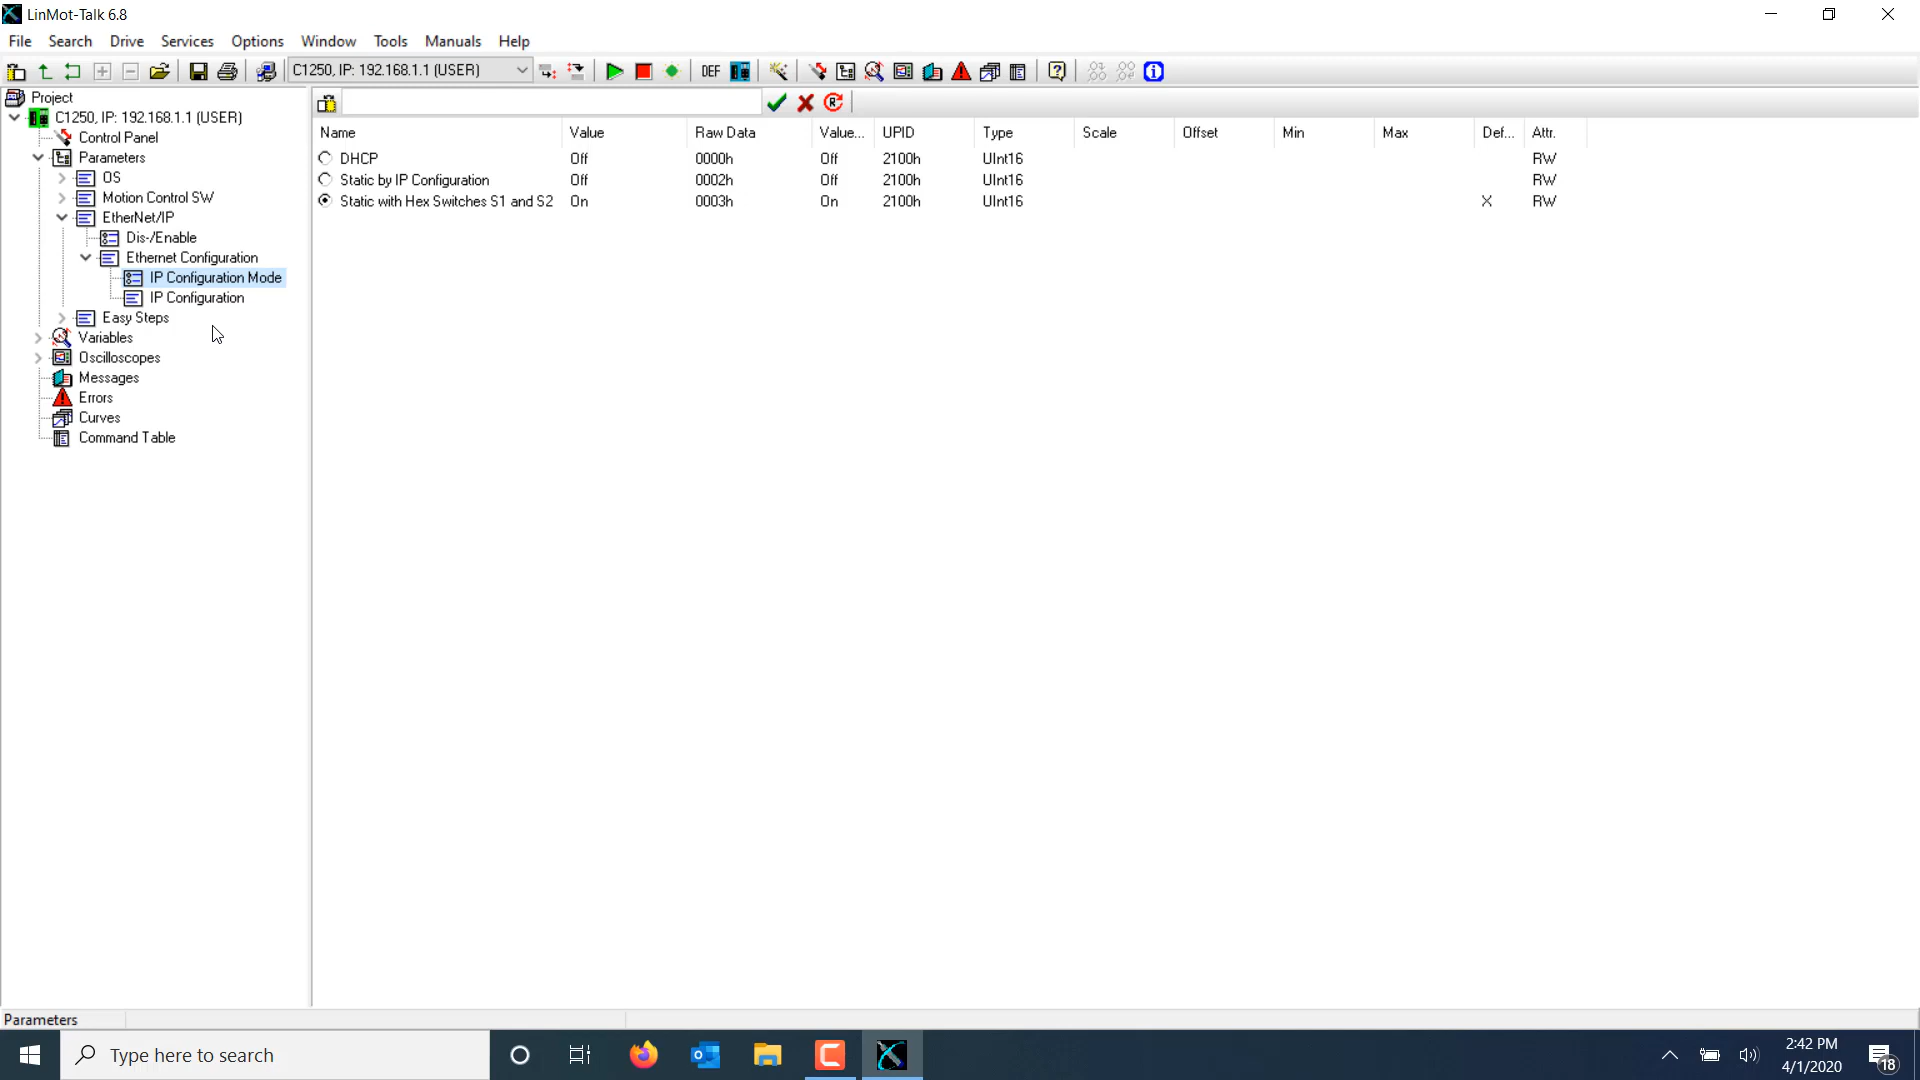 LinMot-Talk 6.8
File Search Drive Services Options Window Tools Manuals Help
C1250, IP: 192.168.1.1 (USER) DEF
Project
C1250, IP: 192.168.1.1 (USER)
Control Panel
Parameters
OS
Motion Control SW
EtherNet/IP
Dis-/Enable
Ethernet Configuration
IP Configuration Mode
IP Configuration
Easy Steps
Variables
Oscilloscopes
Messages
Errors
Curves
Command Table
Name Value Raw Data Value... UPID Type Scale Offset Min Max Def... Attr.
DHCP Off 0000h Off 2100h UInt16 RW
Static by IP Configuration Off 0002h Off 2100h UInt16 RW
Static with Hex Switches S1 and S2 On 0003h On 2100h UInt16 X RW
Parameters
Type here to search
2:42 PM
4/1/2020
18